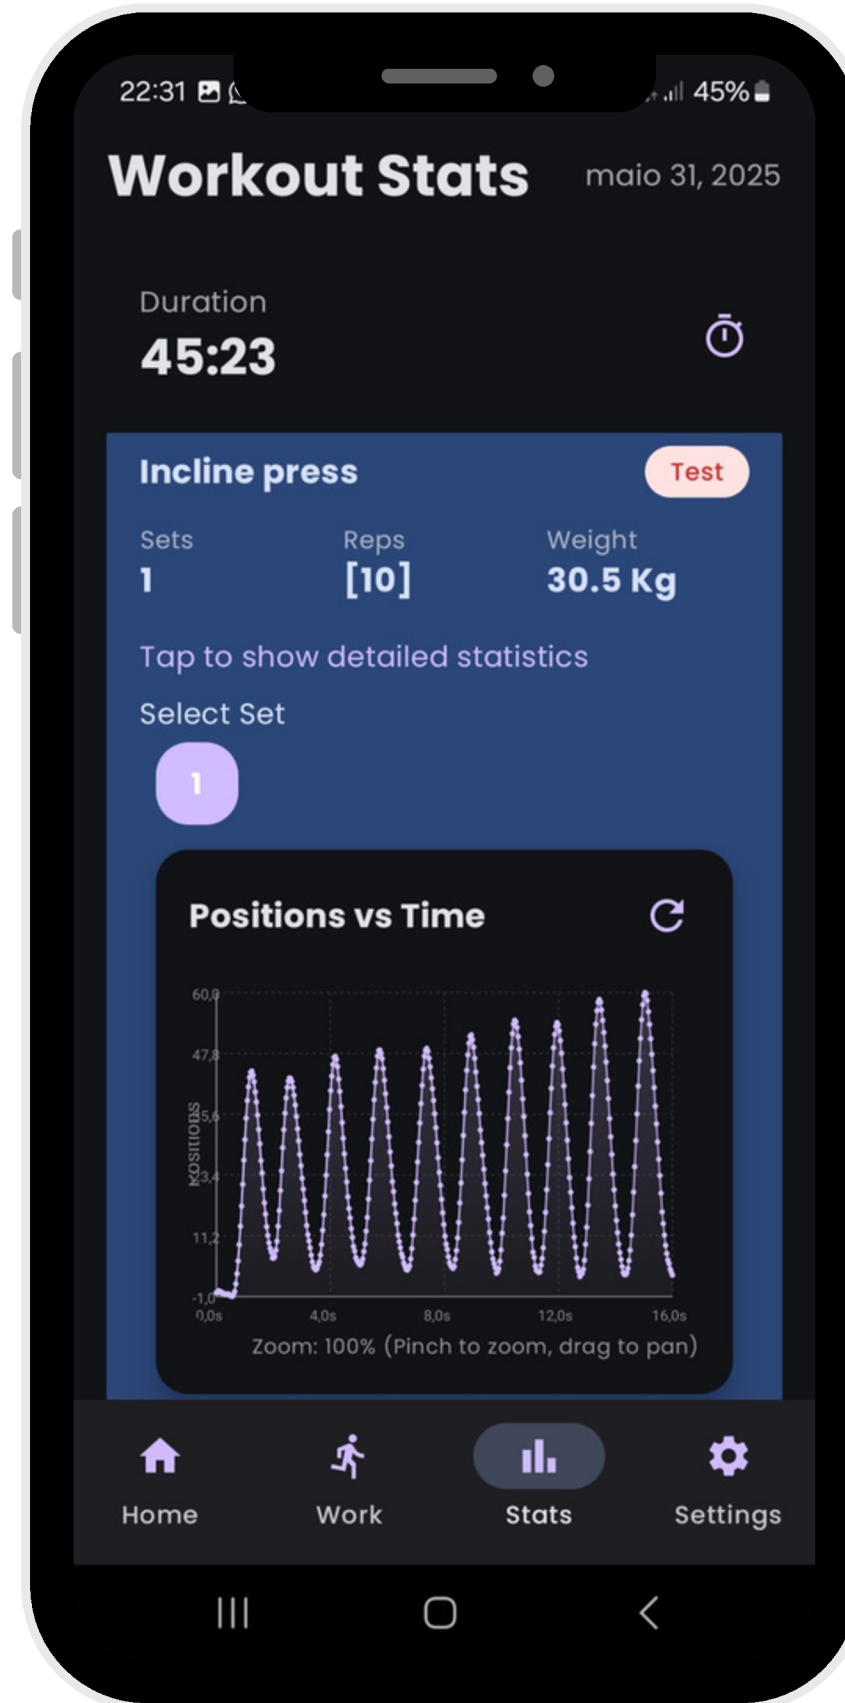 22:31 45%
Workout Stats maio 31, 2025
Duration
45:23
Incline press Test
Sets Reps Weight
1 [10] 30.5 Kg
Tap to show detailed statistics
Select Set
1
Positions vs Time
60,0
47,8
35,6
23,4
11,2
-1,0
0,0s 4,0s 8,0s 12,0s 16,0s
Zoom: 100% (Pinch to zoom, drag to pan)
Home Work Stats Settings